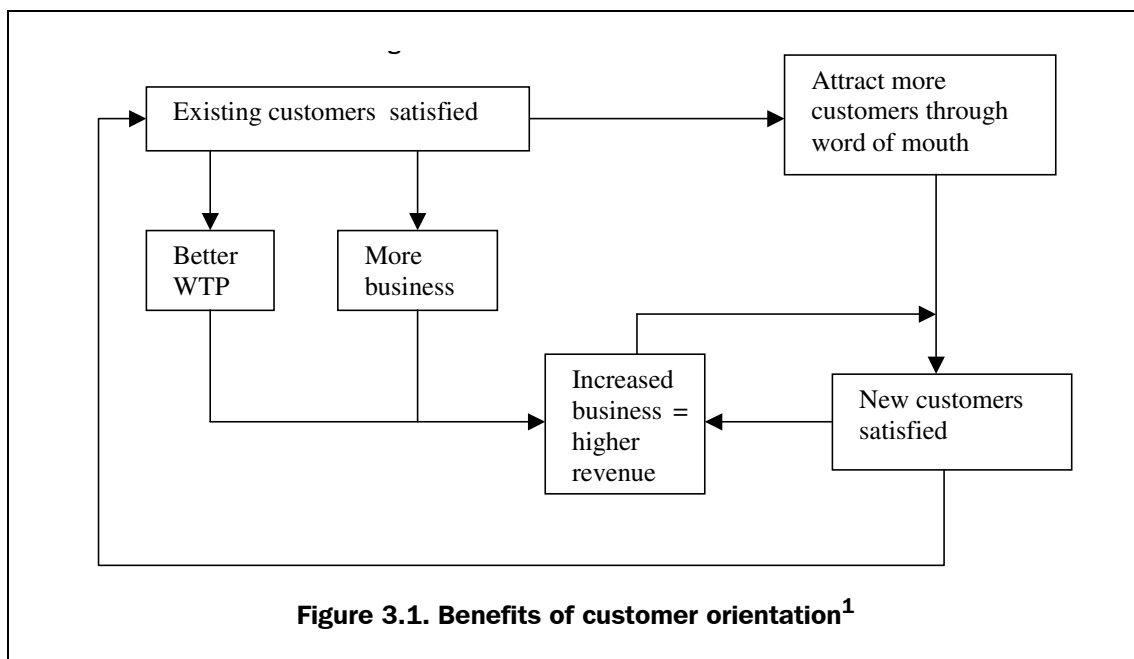 Existing customers satisfied
Attract more
customers through
word of mouth
Better
WTP
More
business
Increased
business =
higher
revenue
New customers
satisfied
Figure 3.1. Benefits of customer orientation1